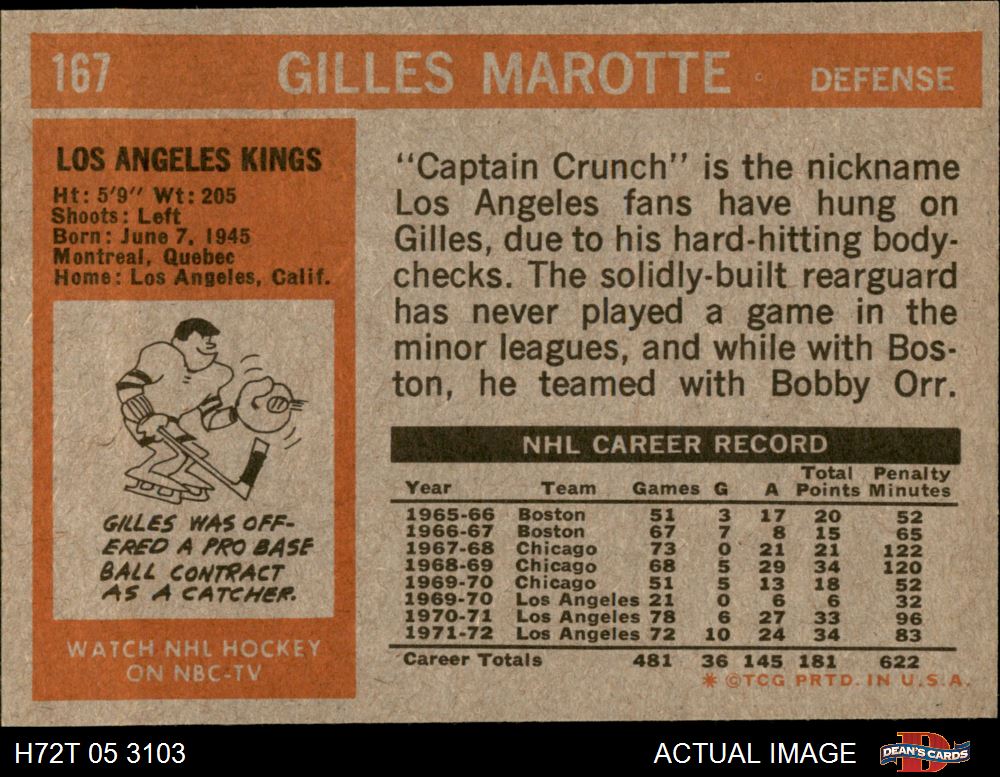 167 GILLES MAROTTE DEFENSE
LOS ANGELES KINGS
Ht: 5'9" Wt: 205
Shoots: Left
Born: June 7, 1945
Montreal, Quebec
Home: Los Angeles, Calif.
GILLES WAS OFF-
ERED A PRO BASE
BALL CONTRACT
AS A CATCHER.
WATCH NHL HOCKEY
ON NBC-TV
"Captain Crunch" is the nickname
Los Angeles fans have hung on
Gilles, due to his hard-hitting body-
checks. The solidly-built rearguard
has never played a game in the
minor leagues, and while with Bos-
ton, he teamed with Bobby Orr.
NHL CAREER RECORD
Total Penalty
Year Team Games G A Points Minutes
1965-66 Boston 51 3 17 20 52
1966-67 Boston 67 7 8 15 65
1967-68 Chicago 73 0 21 21 122
1968-69 Chicago 68 5 29 34 120
1969-70 Chicago 51 5 13 18 52
1969-70 Los Angeles 21 0 6 6 32
1970-71 Los Angeles 78 6 27 33 96
1971-72 Los Angeles 72 10 24 34 83
Career Totals 481 36 145 181 622
* ©TCG PRTD. IN U.S.A.
H72T 05 3103 ACTUAL IMAGE DEAN'S CARDS